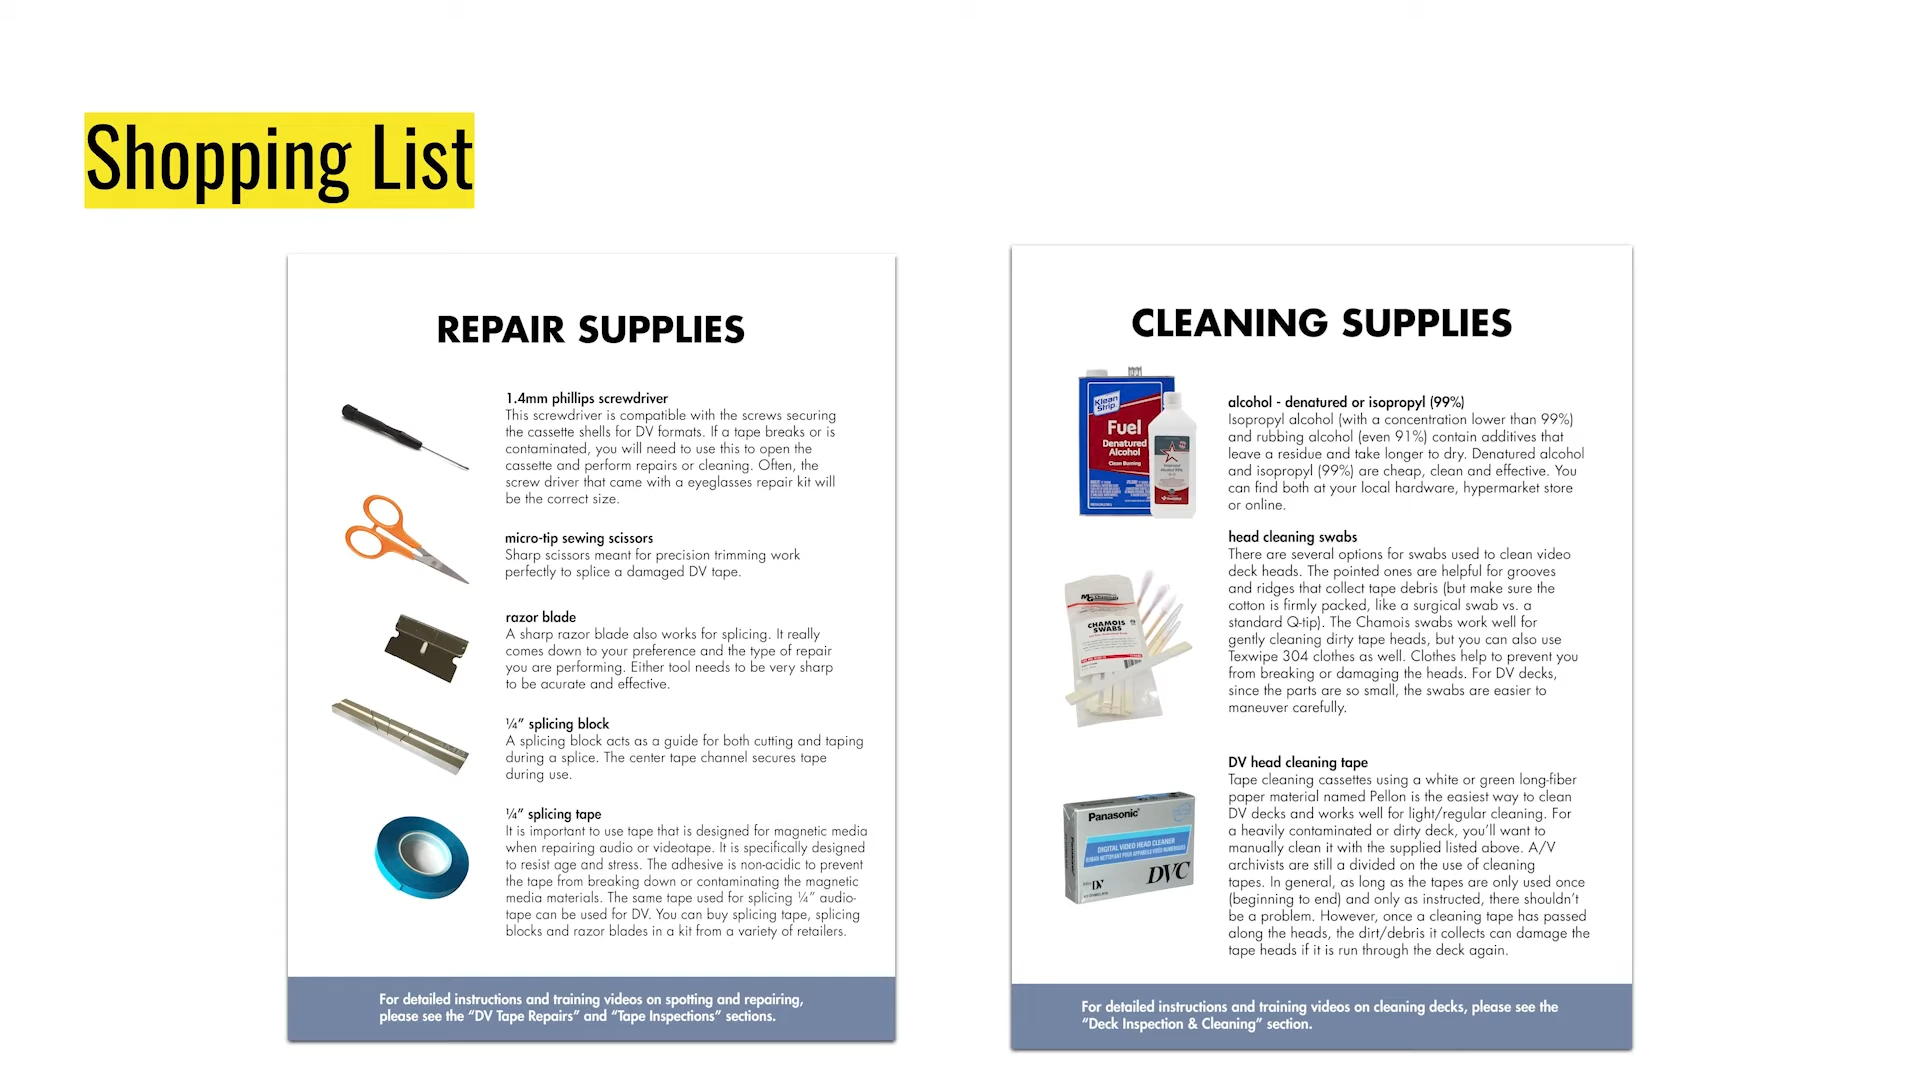 Shopping List
REPAIR SUPPLIES
1.4mm phillips screwdriver
This screwdriver is compatible with the screws securing
the cassette shells for DV formats. If a tape breaks or is
contaminated, you will need to use this to open the
cassette and perform repairs or cleaning. Often, the
screw driver that came with a eyeglasses repair kit will
be the correct size.
micro-tip sewing scissors
Sharp scissors meant for precision trimming work
perfectly to splice a damaged DV tape.
razor blade
A sharp razor blade also works for splicing. It really
comes down to your preference and the type of repair
you are performing. Either tool needs to be very sharp
to be acurate and effective.
¼” splicing block
A splicing block acts as a guide for both cutting and taping
during a splice. The center tape channel secures tape
during use.
¼” splicing tape
It is important to use tape that is designed for magnetic media
when repairing audio or videotape. It is specifically designed
to resist age and stress. The adhesive is non-acidic to prevent
the tape from breaking down or contaminating the magnetic
media materials. The same tape used for splicing ¼” audio-
tape can be used for DV. You can buy splicing tape, splicing
blocks and razor blades in a kit from a variety of retailers.
For detailed instructions and training videos on spotting and repairing,
please see the “DV Tape Repairs” and “Tape Inspections” sections.
CLEANING SUPPLIES
Klean
Strip
Fuel
Denatured
Alcohol
Clean Burning
alcohol - denatured or isopropyl (99%)
Isopropyl alcohol (with a concentration lower than 99%)
and rubbing alcohol (even 91%) contain additives that
leave a residue and take longer to dry. Denatured alcohol
and isopropyl (99%) are cheap, clean and effective. You
can find both at your local hardware, hypermarket store
or online.
CHAMOIS
SWABS
head cleaning swabs
There are several options for swabs used to clean video
deck heads. The pointed ones are helpful for grooves
and ridges that collect tape debris (but make sure the
cotton is firmly packed, like a surgical swab vs. a
standard Q-tip). The Chamois swabs work well for
gently cleaning dirty tape heads, but you can also use
Texwipe 304 clothes as well. Clothes help to prevent you
from breaking or damaging the heads. For DV decks,
since the parts are so small, the swabs are easier to
maneuver carefully.
Panasonic
DIGITAL VIDEO HEAD CLEANER
DV
DVC
DV head cleaning tape
Tape cleaning cassettes using a white or green long-fiber
paper material named Pellon is the easiest way to clean
DV decks and works well for light/regular cleaning. For
a heavily contaminated or dirty deck, you’ll want to
manually clean it with the supplied listed above. A/V
archivists are still a divided on the use of cleaning
tapes. In general, as long as the tapes are only used once
(beginning to end) and only as instructed, there shouldn’t
be a problem. However, once a cleaning tape has passed
along the heads, the dirt/debris it collects can damage the
tape heads if it is run through the deck again.
For detailed instructions and training videos on cleaning decks, please see the
“Deck Inspection & Cleaning” section.